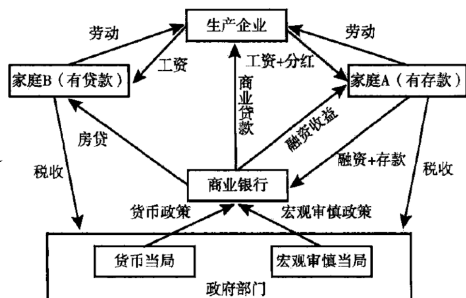 生产企业
劳动
劳动
工资
工资+分红
家庭B（有贷款）
家庭A（有存款）
商业贷款
房贷
融资收益
融资+存款
税收
税收
商业银行
货币政策
宏观审慎政策
货币当局
宏观审慎当局
政府部门